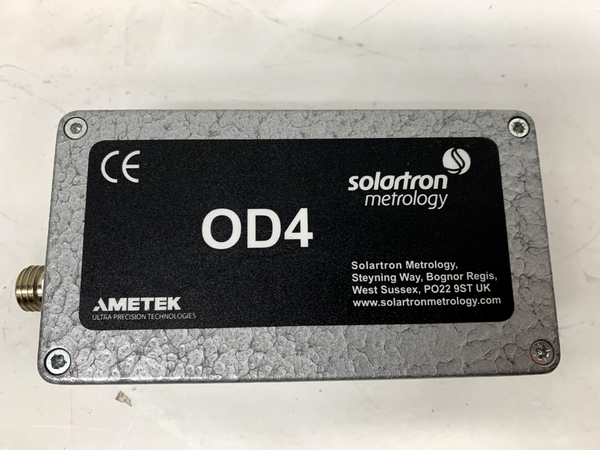 CE
solartron
metrology
OD4
Solartron Metrology,
Steyning Way, Bognor Regis,
West Sussex, PO22 9ST UK
www.solartronmetrology.com
AMETEK
ULTRA PRECISION TECHNOLOGIES